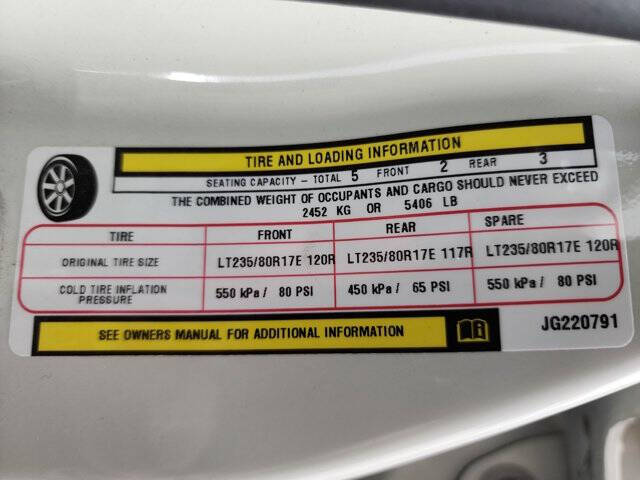 TIRE AND LOADING INFORMATION
SEATING CAPACITY - TOTAL 5 FRONT 2 REAR 3
THE COMBINED WEIGHT OF OCCUPANTS AND CARGO SHOULD NEVER EXCEED
2452 KG OR 5406 LB
TIRE FRONT REAR SPARE
ORIGINAL TIRE SIZE LT235/80R17E 120R LT235/80R17E 117R LT235/80R17E 120R
COLD TIRE INFLATION PRESSURE 550 kPa / 80 PSI 450 kPa / 65 PSI 550 kPa / 80 PSI
SEE OWNERS MANUAL FOR ADDITIONAL INFORMATION
JG220791